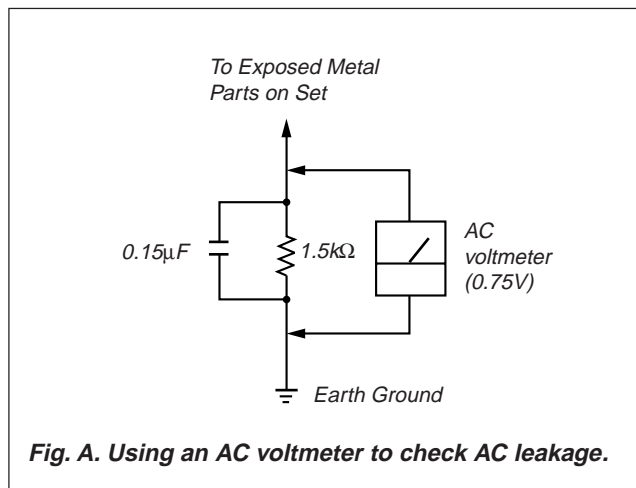 To Exposed Metal
Parts on Set
0.15µF
1.5kΩ
AC
voltmeter
(0.75V)
Earth Ground
Fig. A. Using an AC voltmeter to check AC leakage.